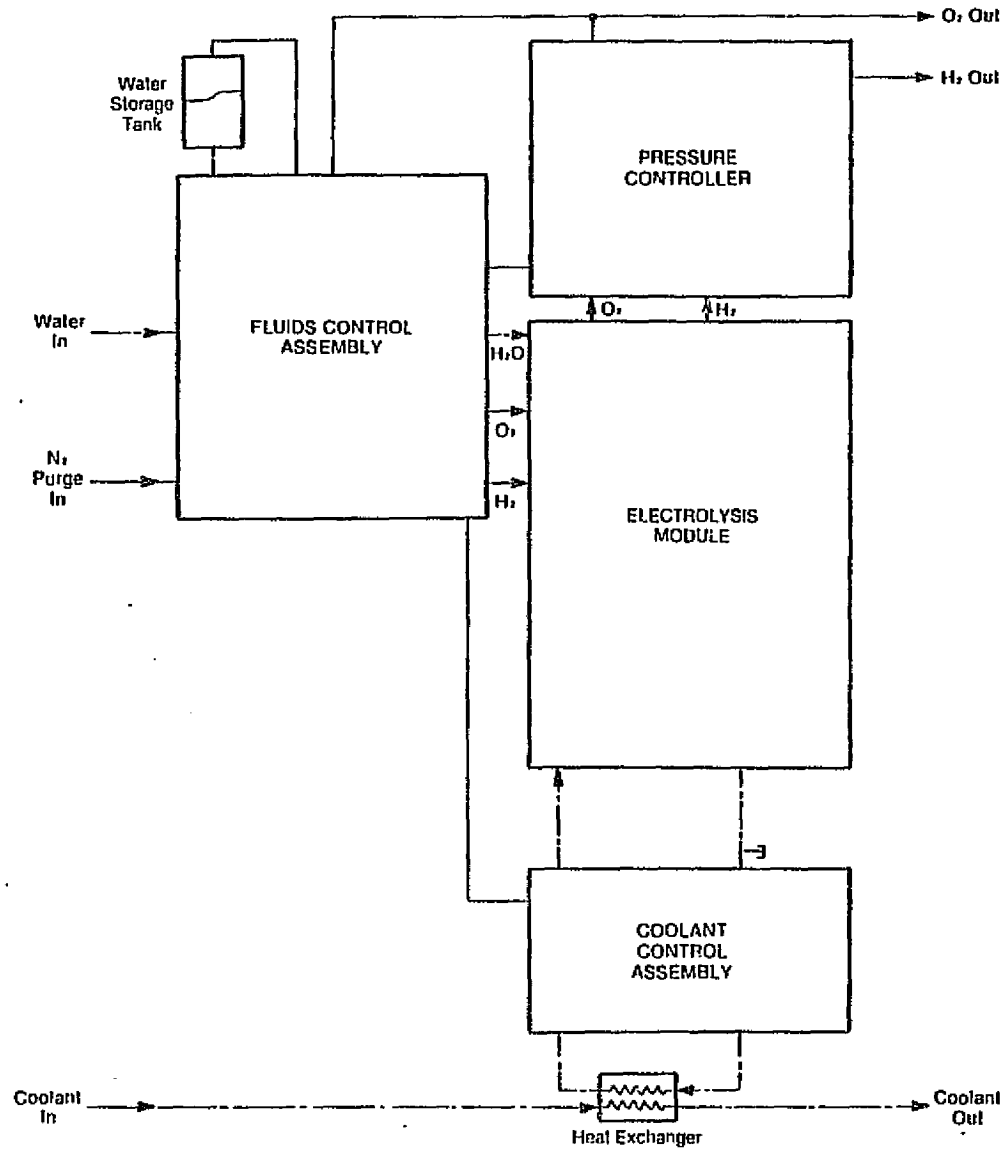 O₂ Out
H₂ Out
Water
Storage
Tank
PRESSURE
CONTROLLER
O₂
H₂
Water
In
FLUIDS CONTROL
ASSEMBLY
H₂O
O₂
N₂
Purge
In
H₂
ELECTROLYSIS
MODULE
COOLANT
CONTROL
ASSEMBLY
Coolant
In
Coolant
Out
Heat Exchanger